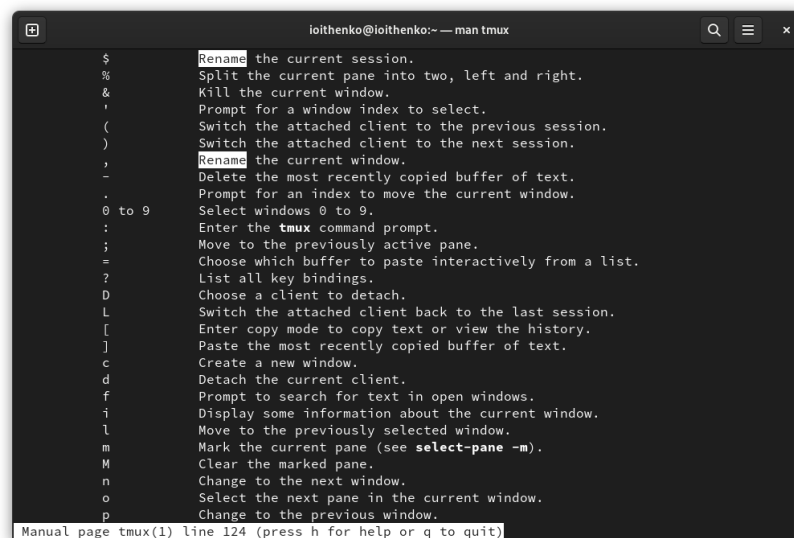 ioithenko@ioithenko:~ — man tmux
$ Rename the current session.
% Split the current pane into two, left and right.
& Kill the current window.
' Prompt for a window index to select.
( Switch the attached client to the previous session.
) Switch the attached client to the next session.
, Rename the current window.
- Delete the most recently copied buffer of text.
. Prompt for an index to move the current window.
0 to 9 Select windows 0 to 9.
: Enter the tmux command prompt.
; Move to the previously active pane.
= Choose which buffer to paste interactively from a list.
? List all key bindings.
D Choose a client to detach.
L Switch the attached client back to the last session.
[ Enter copy mode to copy text or view the history.
] Paste the most recently copied buffer of text.
c Create a new window.
d Detach the current client.
f Prompt to search for text in open windows.
i Display some information about the current window.
l Move to the previously selected window.
m Mark the current pane (see select-pane -m).
M Clear the marked pane.
n Change to the next window.
o Select the next pane in the current window.
p Change to the previous window.
Manual page tmux(1) line 124 (press h for help or q to quit)